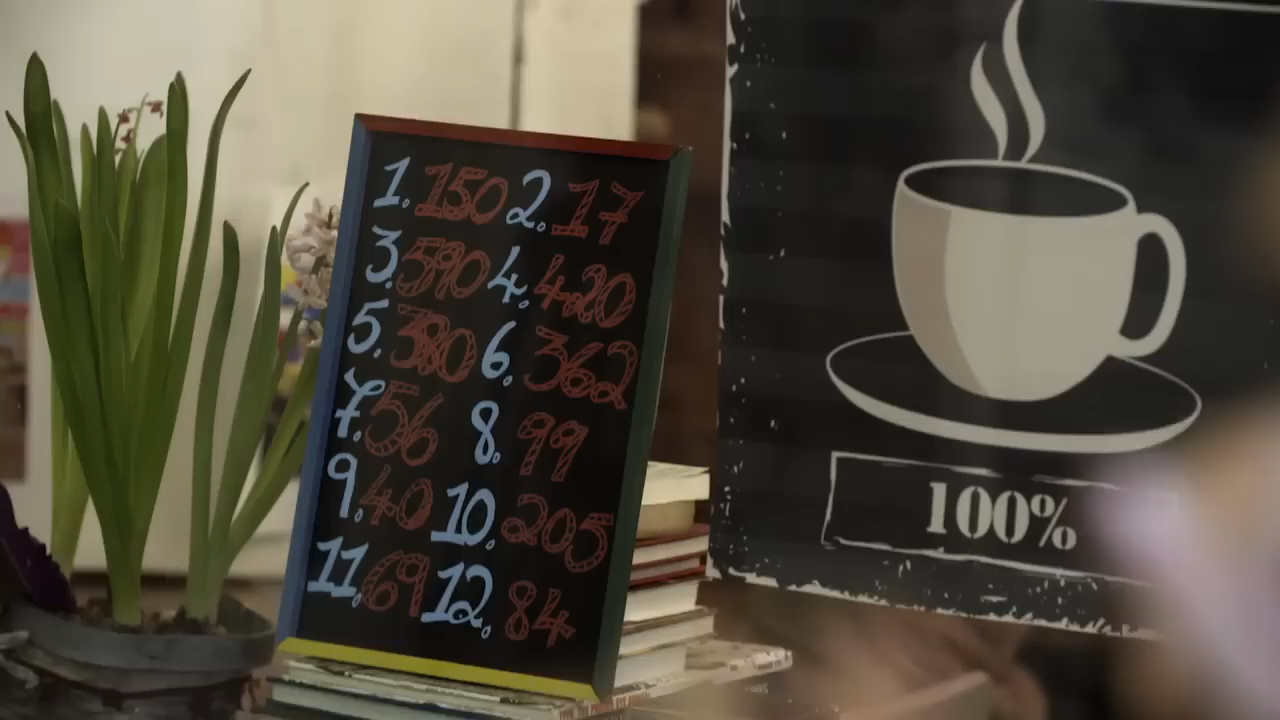 1. 150 2. 17
3. 590 4. 420
5. 380 6. 362
7. 56 8. 99
9. 40 10. 205
11. 69 12. 84
100%